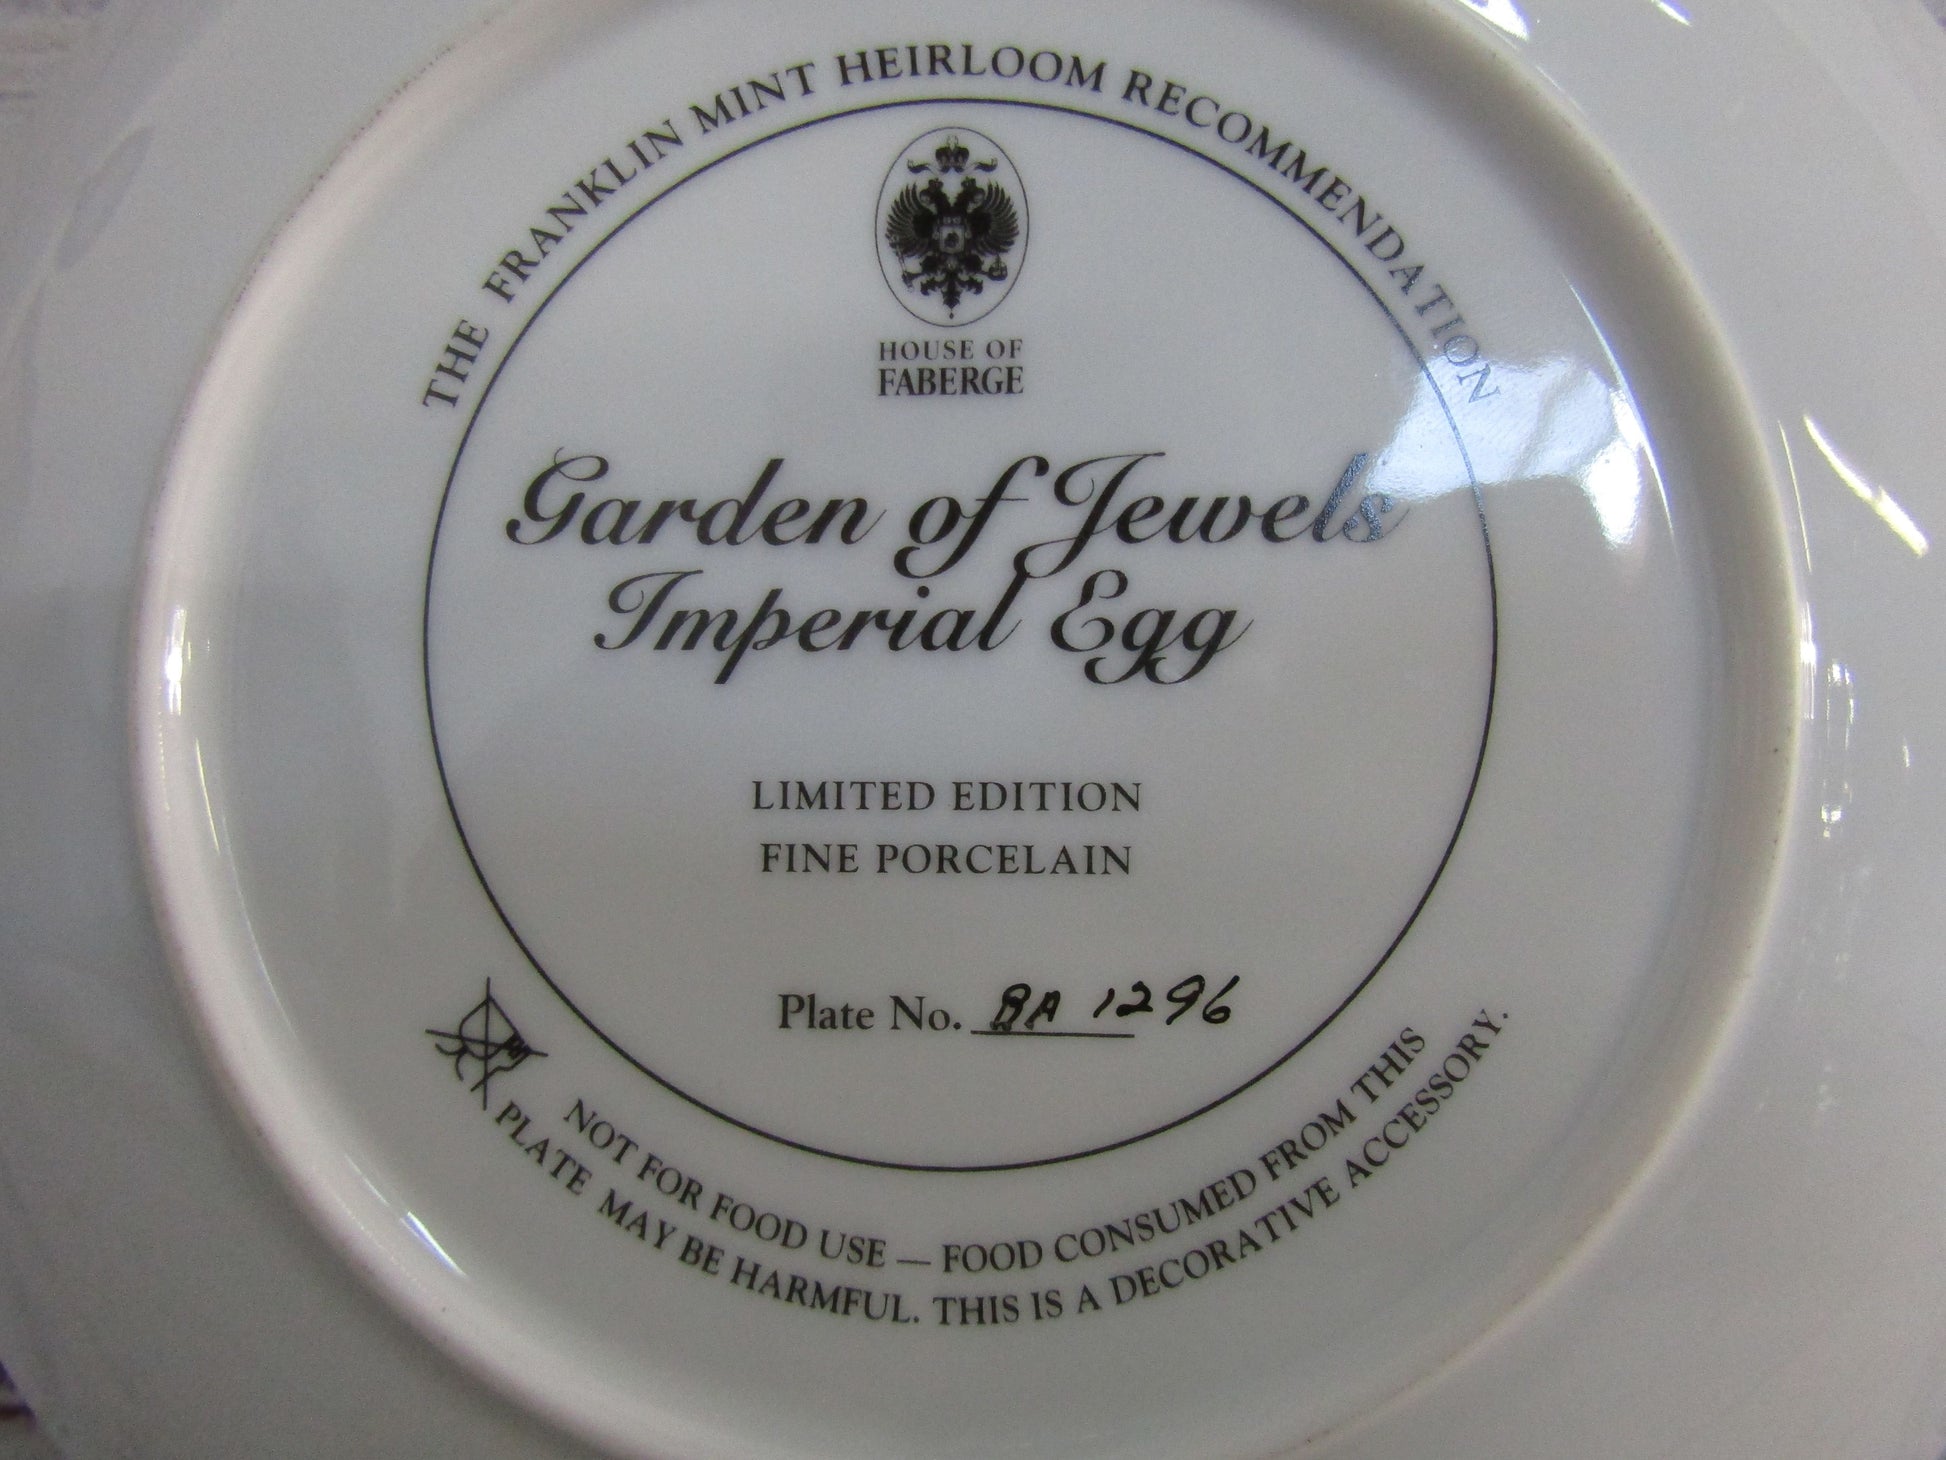 THE FRANKLIN MINT HEIRLOOM RECOMMENDATION
HOUSE OF
FABERGE
Garden of Jewels
Imperial Egg
LIMITED EDITION
FINE PORCELAIN
Plate No. BA 1296
NOT FOR FOOD USE — FOOD CONSUMED FROM THIS
PLATE MAY BE HARMFUL. THIS IS A DECORATIVE ACCESSORY.